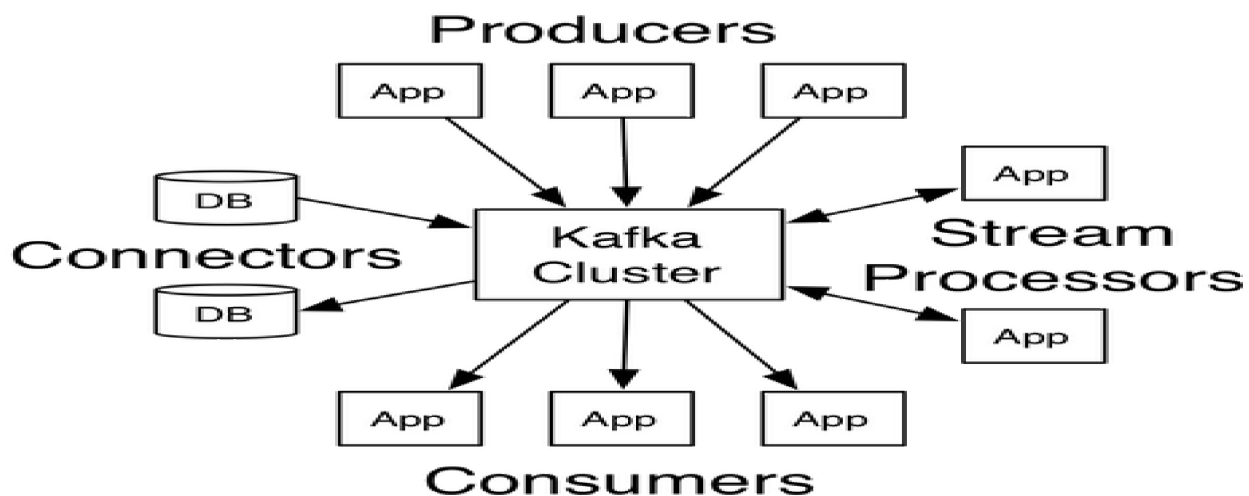 Producers
App
App
App
DB
App
Kafka
Cluster
Stream
Processors
Connectors
DB
App
App
App
App
Consumers